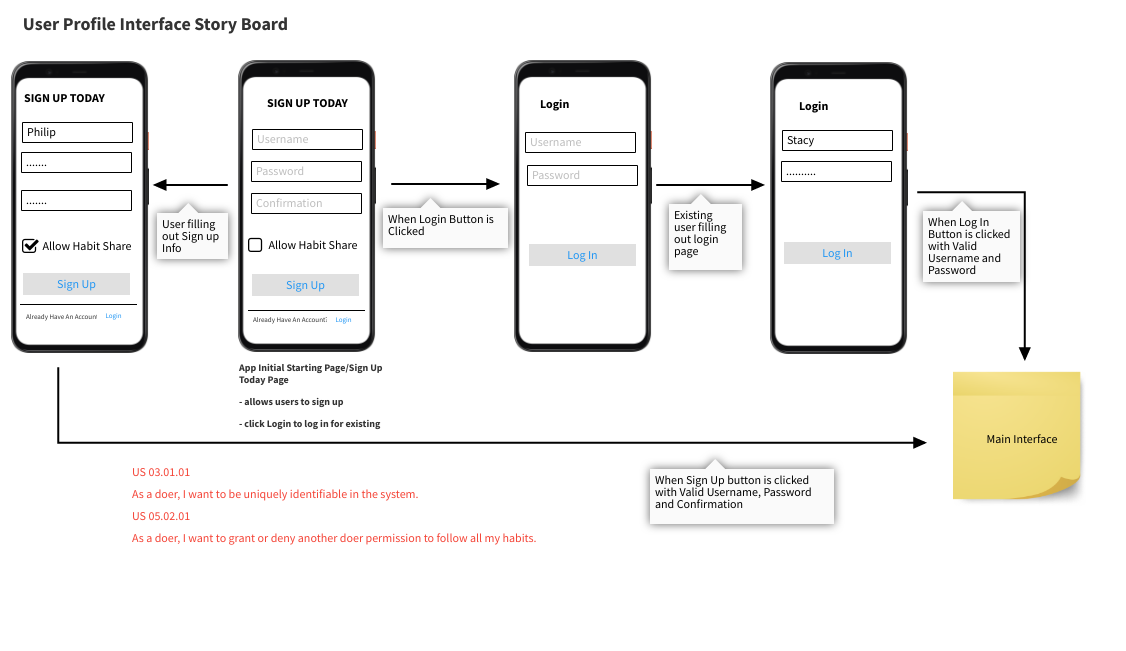 User Profile Interface Story Board
SIGN UP TODAY
Philip
.......
.......
Allow Habit Share
Sign Up
Already Have An Account
Login
User filling
out Sign up
Info
SIGN UP TODAY
Username
Password
Confirmation
Allow Habit Share
Sign Up
Already Have An Account?
Login
App Initial Starting Page/Sign Up
Today Page
- allows users to sign up
- click Login to log in for existing
When Login Button is
Clicked
Login
Username
Password
Log In
Existing
user filling
out login
page
Login
Stacy
..........
Log In
When Log In
Button is clicked
with Valid
Username and
Password
Main Interface
When Sign Up button is clicked
with Valid Username, Password
and Confirmation
US 03.01.01
As a doer, I want to be uniquely identifiable in the system.
US 05.02.01
As a doer, I want to grant or deny another doer permission to follow all my habits.